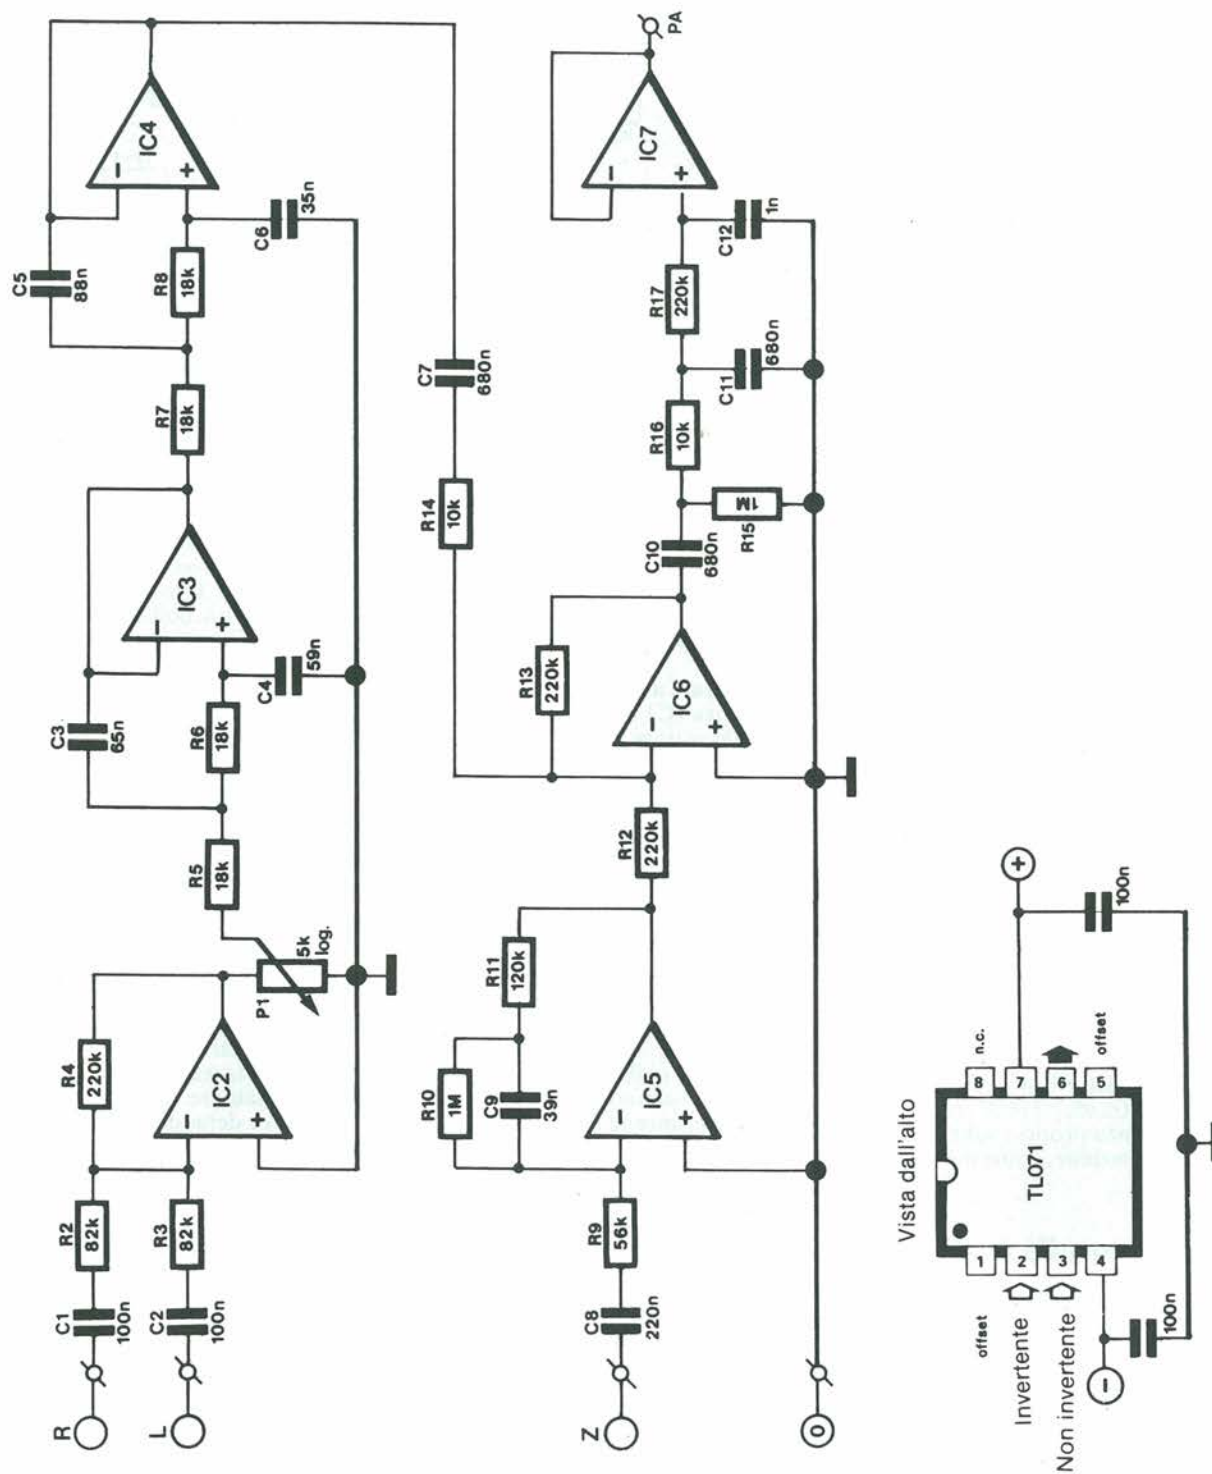 R
C1
100n
R2
82k
L
C2
100n
R3
82k
R4
220k
IC2
−
+
P1
5k
log.
R5
18k
R6
18k
C3
65n
C4
59n
IC3
−
+
R7
18k
R8
18k
C5
88n
C6
35n
IC4
−
+
C7
680n
R14
10k
Z
C8
220n
R9
56k
R10
1M
C9
39n
R11
120k
IC5
−
+
R12
220k
R13
220k
IC6
−
+
C10
680n
R15
1M
R16
10k
C11
680n
R17
220k
C12
1n
IC7
−
+
PA
0
Vista dall'alto
offset
Invertente
Non invertente
1
2
3
4
TL071
8
7
6
5
n.c.
offset
+
100n
−
100n